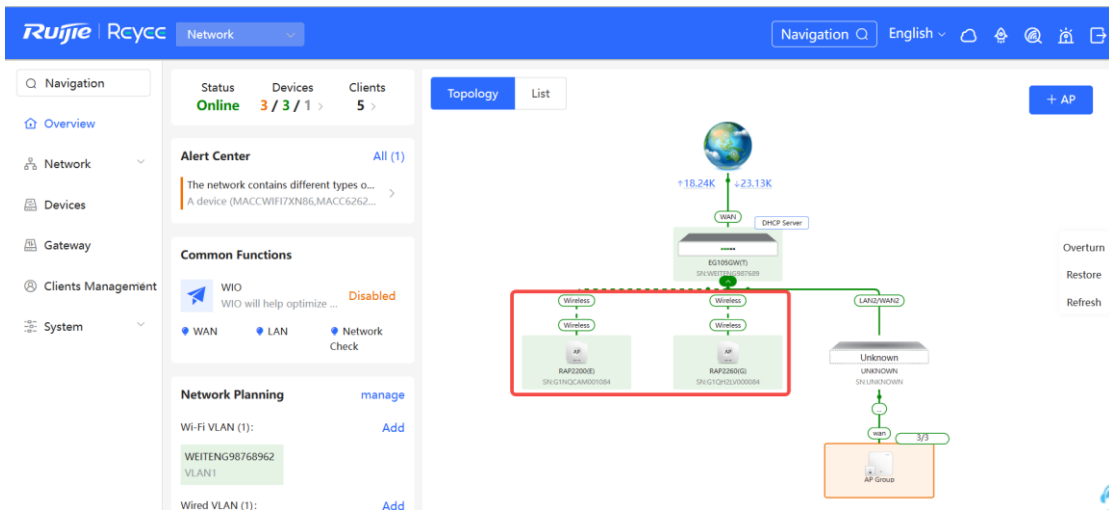 Ruijie | Rcycc
Network
Navigation
English
Navigation
Overview
Network
Devices
Gateway
Clients Management
System
Status Devices Clients
Online 3 / 3 / 1 > 5 >
Alert Center All (1)
The network contains different types o...
A device (MACCWIFI7XN86,MACC6262...
Common Functions
WIO
WIO will help optimize ... Disabled
WAN LAN Network
Check
Network Planning manage
Wi-Fi VLAN (1): Add
WEITENG98768962
VLAN1
Wired VLAN (1): Add
Topology List
+ AP
↑18.24K ↓23.13K
WAN
DHCP Server
EG105GW(T)
SN:WEITENG987689
Wireless Wireless LAN2/WAN2
Wireless Wireless
AP AP
RAP2200(E) RAP2260(G)
SN:G1NQCAM001084 SN:G1QH2LV000084
Unknown
UNKNOWN
SN:UNKNOWN
...
wan 3/3
AP Group
Overturn
Restore
Refresh